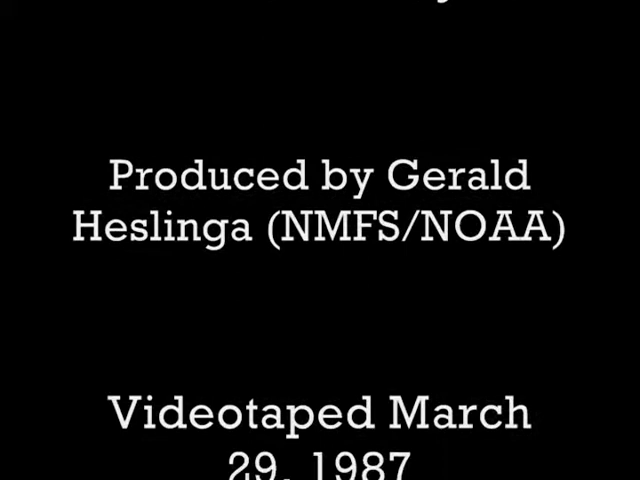 Produced by Gerald
Heslinga (NMFS/NOAA)
Videotaped March
29, 1987